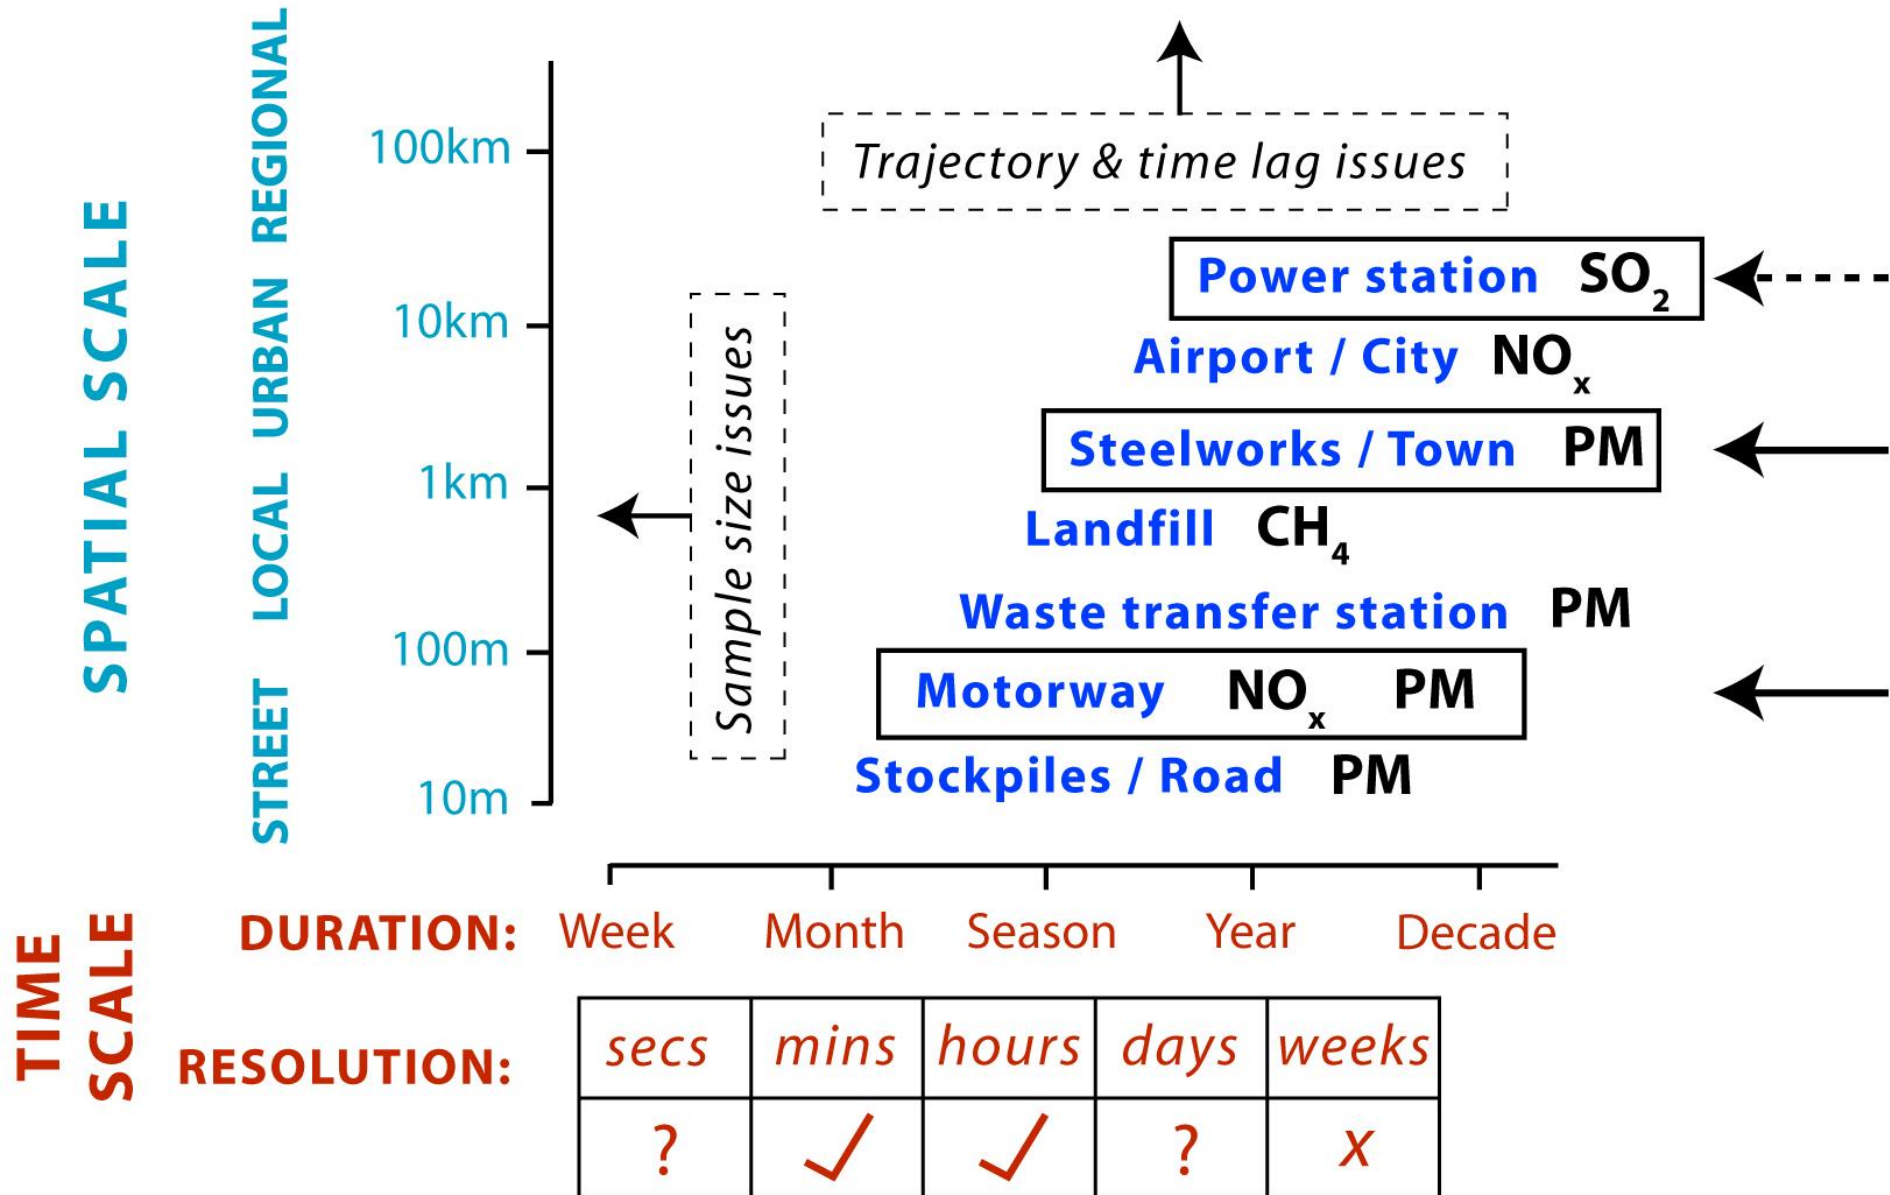 SPATIAL SCALE
REGIONAL
URBAN
LOCAL
STREET
100km
10km
1km
100m
10m
Trajectory & time lag issues
Sample size issues
Power station SO₂
Airport / City NOₓ
Steelworks / Town PM
Landfill CH₄
Waste transfer station PM
Motorway NOₓ PM
Stockpiles / Road PM
TIME
SCALE
DURATION: Week Month Season Year Decade
RESOLUTION: secs mins hours days weeks
? ✓ ✓ ? x